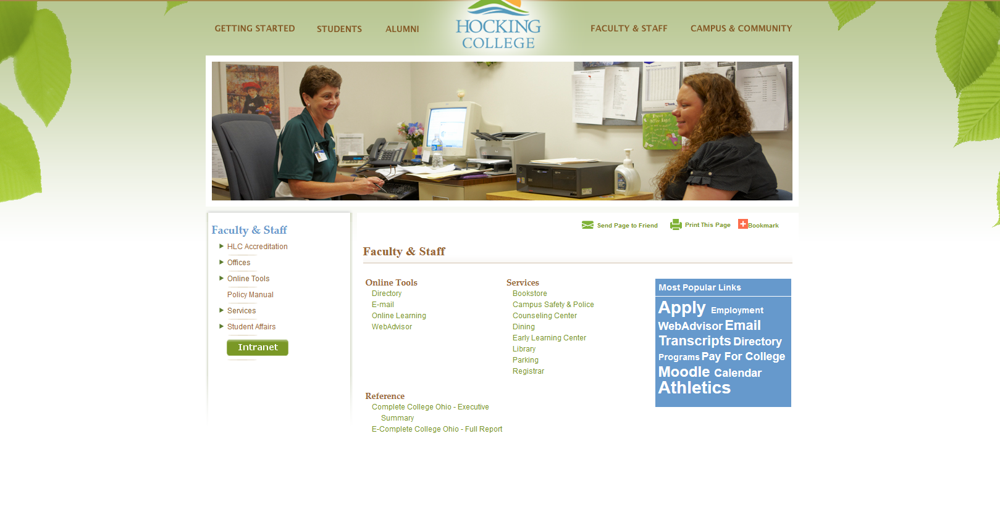 GETTING STARTED
STUDENTS
ALUMNI
HOCKING
COLLEGE
FACULTY & STAFF
CAMPUS & COMMUNITY
Faculty & Staff
HLC Accreditation
Offices
Online Tools
Policy Manual
Services
Student Affairs
Intranet
Send Page to Friend
Print This Page
Bookmark
Faculty & Staff
Online Tools
Directory
E-mail
Online Learning
WebAdvisor
Services
Bookstore
Campus Safety & Police
Counseling Center
Dining
Early Learning Center
Library
Parking
Registrar
Reference
Complete College Ohio - Executive
Summary
E-Complete College Ohio - Full Report
Most Popular Links
Apply Employment
WebAdvisor Email
Transcripts Directory
Programs Pay For College
Moodle Calendar
Athletics